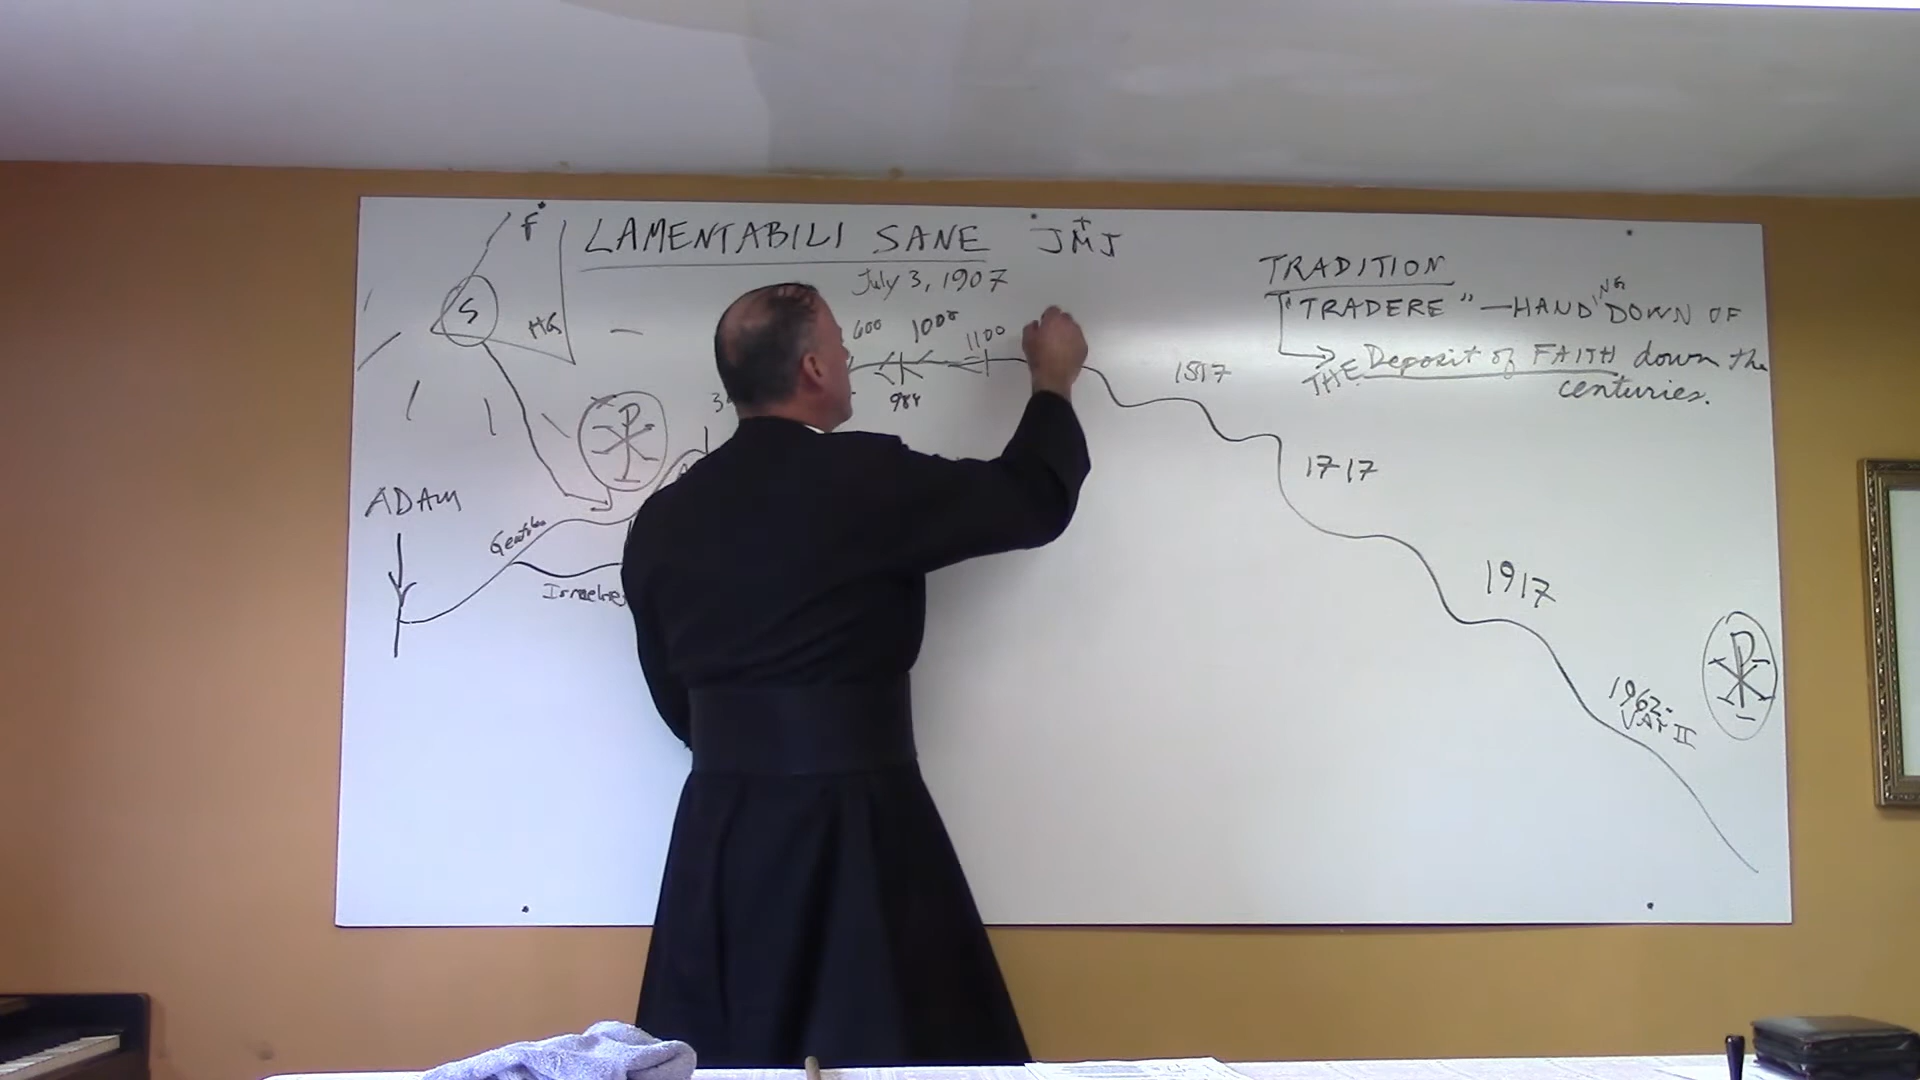 LAMENTABILI SANE JMJ
July 3, 1907
F
S
HG
TRADITION
"TRADERE" — HANDING DOWN OF
THE Deposit of FAITH down the
centuries.
600
1000
1100
984
1517
ADAM
1717
Israelites
1917
1962-
VAT II